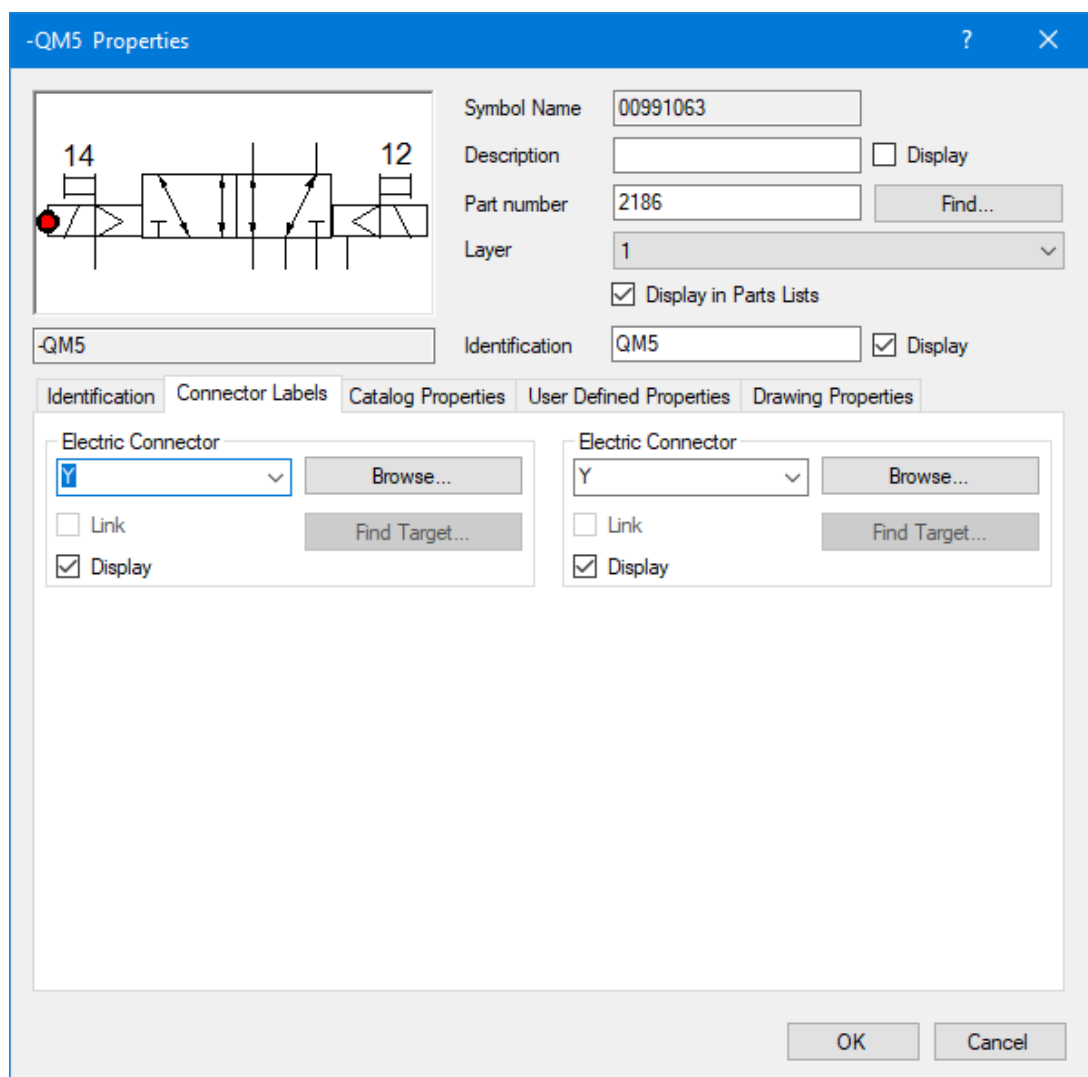 -QM5 Properties ?
14 12
Symbol Name 00991063
Description Display
Part number 2186 Find...
Layer 1
Display in Parts Lists
-QM5 Identification QM5 Display
Identification Connector Labels Catalog Properties User Defined Properties Drawing Properties
Electric Connector Electric Connector
Y Browse... Y Browse...
Link Find Target... Link Find Target...
Display Display
OK Cancel